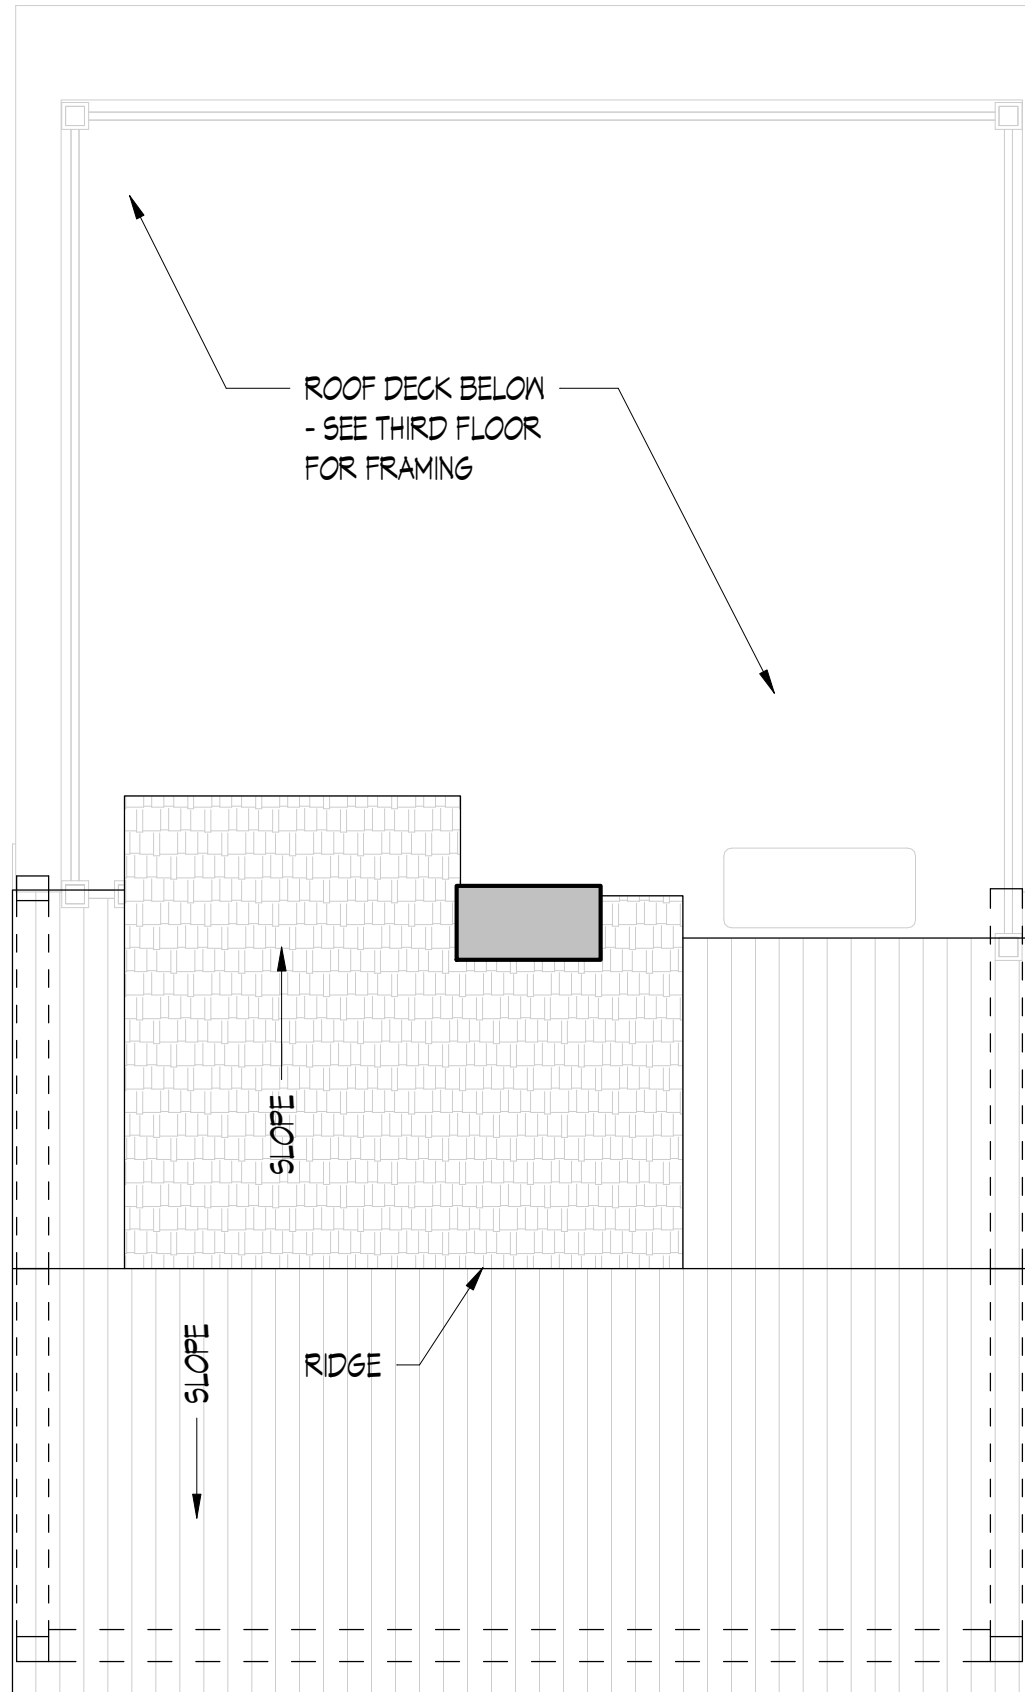 ROOF DECK BELOW
- SEE THIRD FLOOR
FOR FRAMING
SLOPE
SLOPE
RIDGE